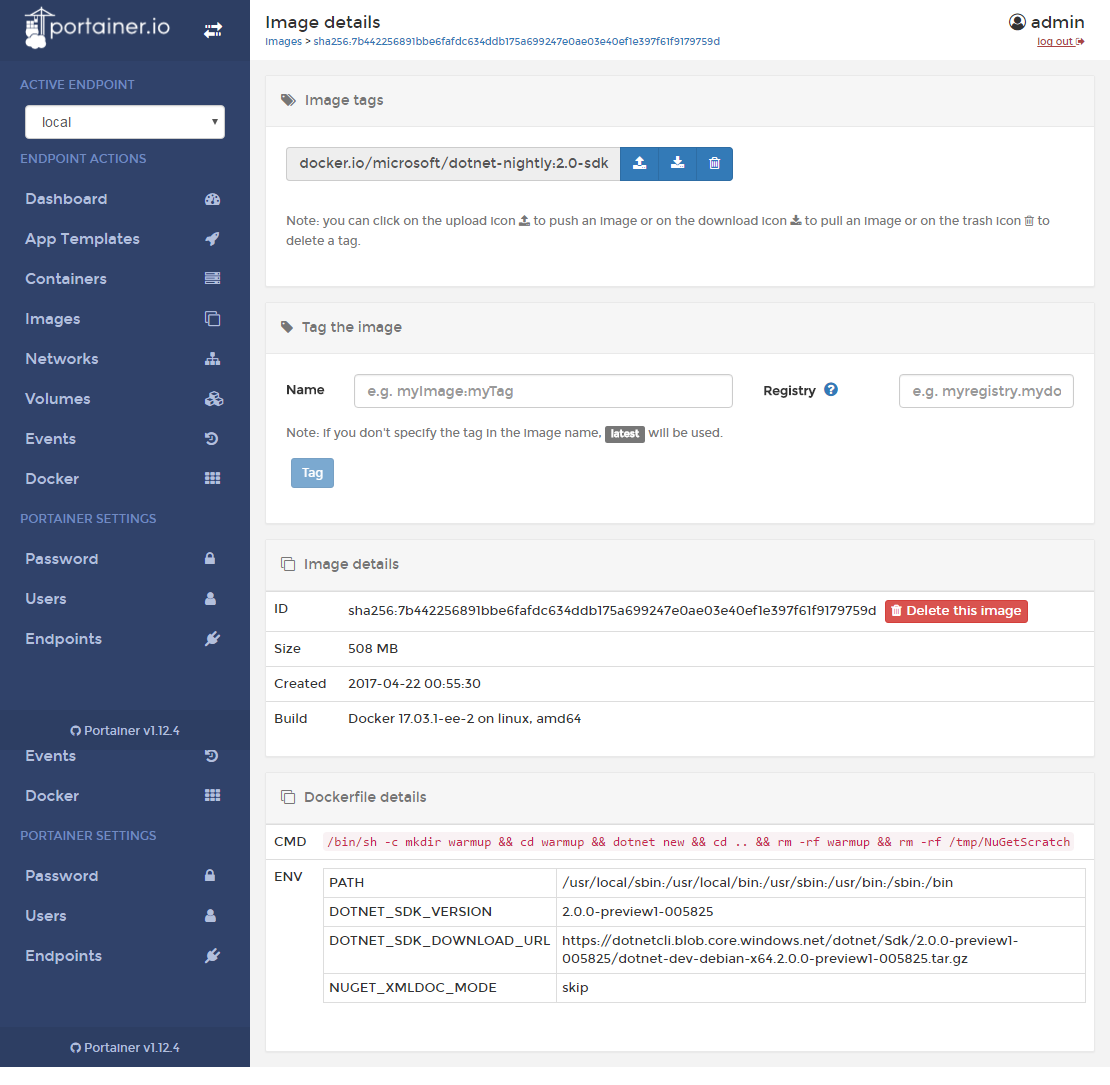 portainer.io
ACTIVE ENDPOINT
local
ENDPOINT ACTIONS
Dashboard
App Templates
Containers
Images
Networks
Volumes
Events
Docker
PORTAINER SETTINGS
Password
Users
Endpoints
Portainer v1.12.4
Events
Docker
PORTAINER SETTINGS
Password
Users
Endpoints
Portainer v1.12.4
Image details
Images > sha256:7b442256891bbe6fafdc634ddb175a699247e0ae03e40ef1e397f61f9179759d
admin
log out
Image tags
docker.io/microsoft/dotnet-nightly:2.0-sdk
Note: you can click on the upload icon to push an image or on the download icon to pull an image or on the trash icon to
delete a tag.
Tag the image
Name e.g. myImage:myTag Registry e.g. myregistry.mydo
Note: if you don't specify the tag in the image name, latest will be used.
Tag
Image details
ID sha256:7b442256891bbe6fafdc634ddb175a699247e0ae03e40ef1e397f61f9179759d Delete this image
Size 508 MB
Created 2017-04-22 00:55:30
Build Docker 17.03.1-ee-2 on linux, amd64
Dockerfile details
CMD /bin/sh -c mkdir warmup && cd warmup && dotnet new && cd .. && rm -rf warmup && rm -rf /tmp/NuGetScratch
ENV PATH /usr/local/sbin:/usr/local/bin:/usr/sbin:/usr/bin:/sbin:/bin
DOTNET_SDK_VERSION 2.0.0-preview1-005825
DOTNET_SDK_DOWNLOAD_URL https://dotnetcli.blob.core.windows.net/dotnet/Sdk/2.0.0-preview1-
005825/dotnet-dev-debian-x64.2.0.0-preview1-005825.tar.gz
NUGET_XMLDOC_MODE skip